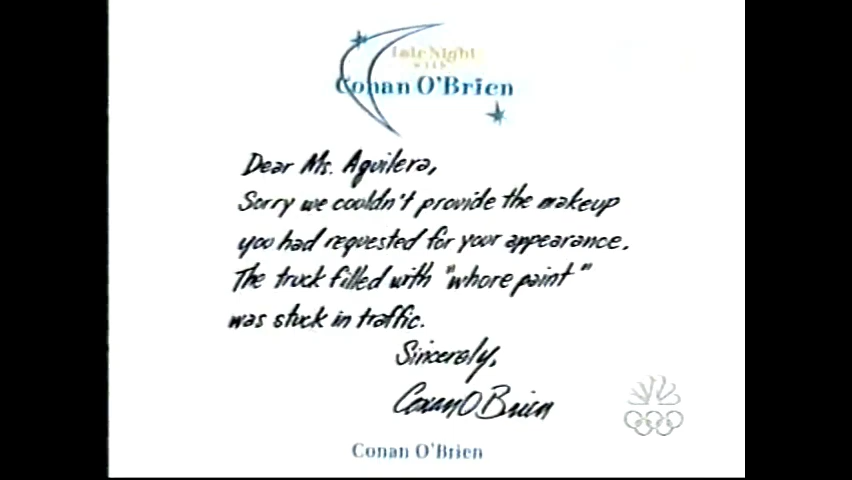 Late Night
with
Conan O'Brien
Dear Ms. Aguilera,
Sorry we couldn't provide the makeup
you had requested for your appearance.
The truck filled with "whore paint"
was stuck in traffic.
Sincerely,
Conan O'Brien
Conan O'Brien